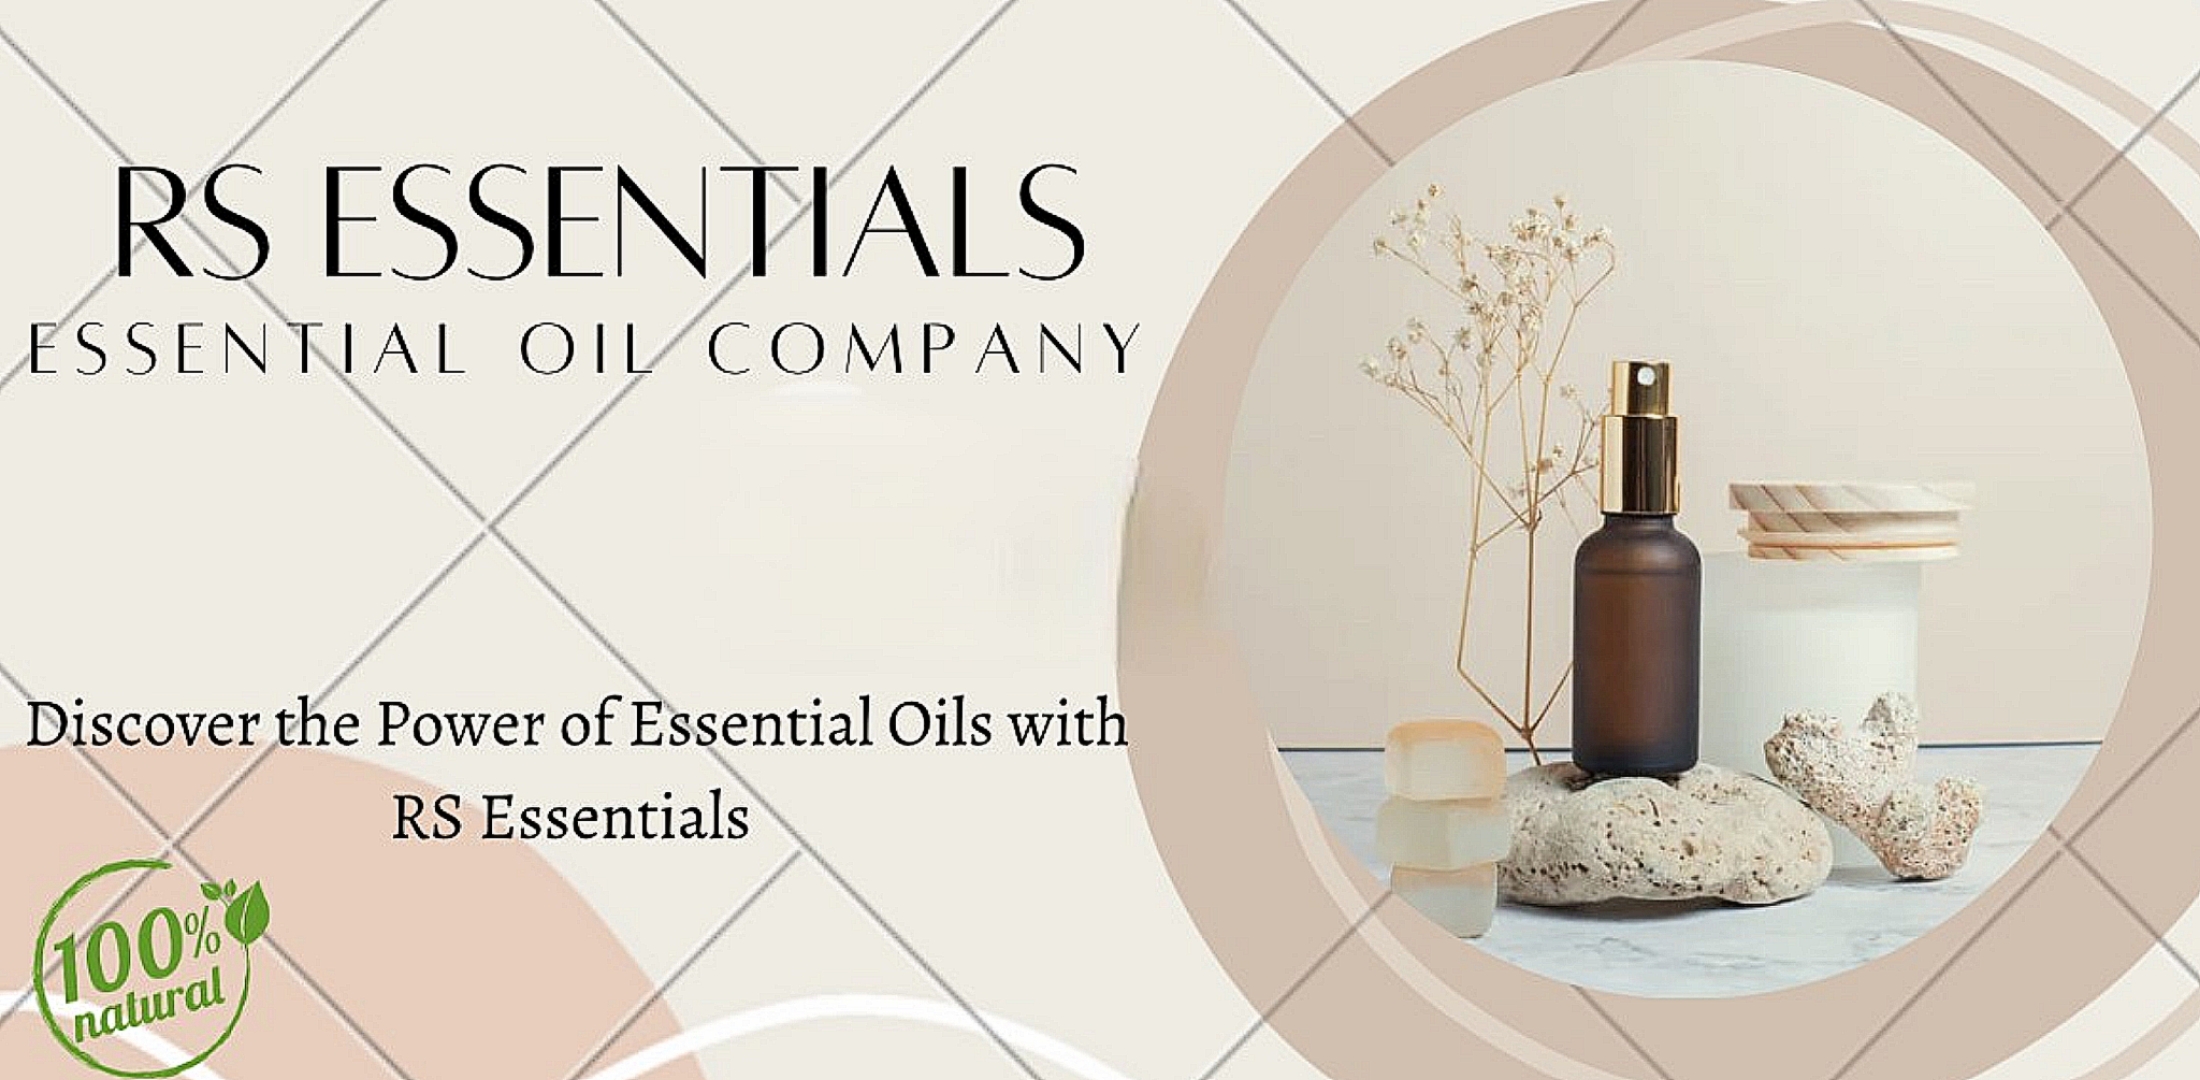 RS ESSENTIALS
ESSENTIAL OIL COMPANY
Discover the Power of Essential Oils with
RS Essentials
100%
natural